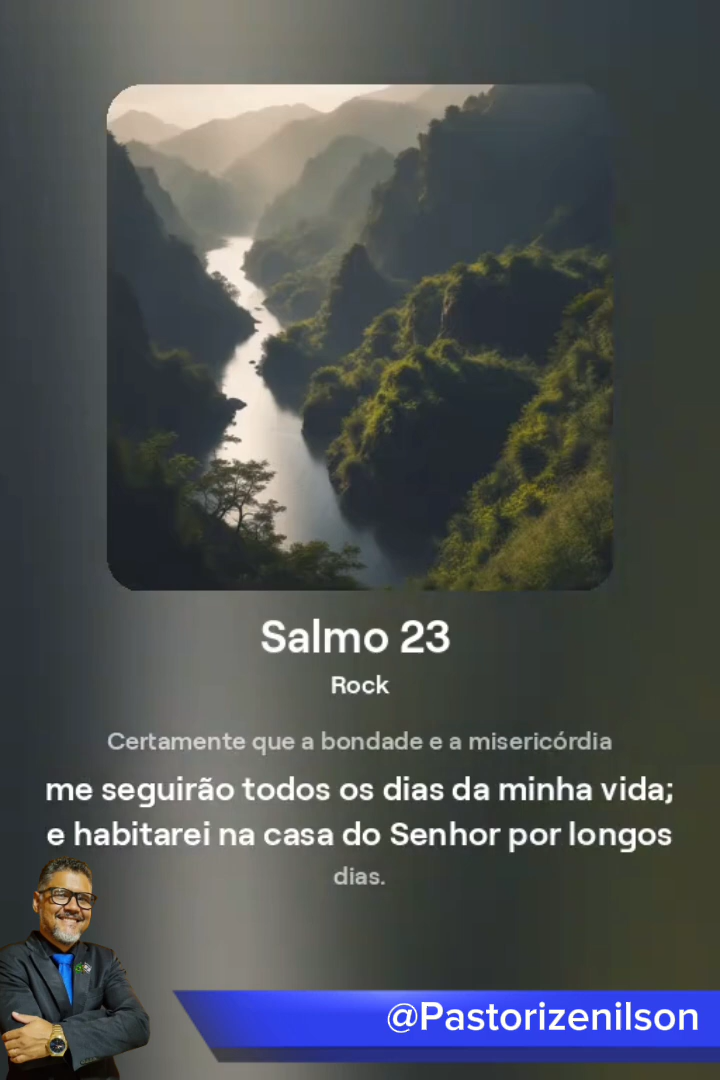 Salmo 23
Rock
Certamente que a bondade e a misericórdia
me seguirão todos os dias da minha vida;
e habitarei na casa do Senhor por longos
dias.
@Pastorizenilson